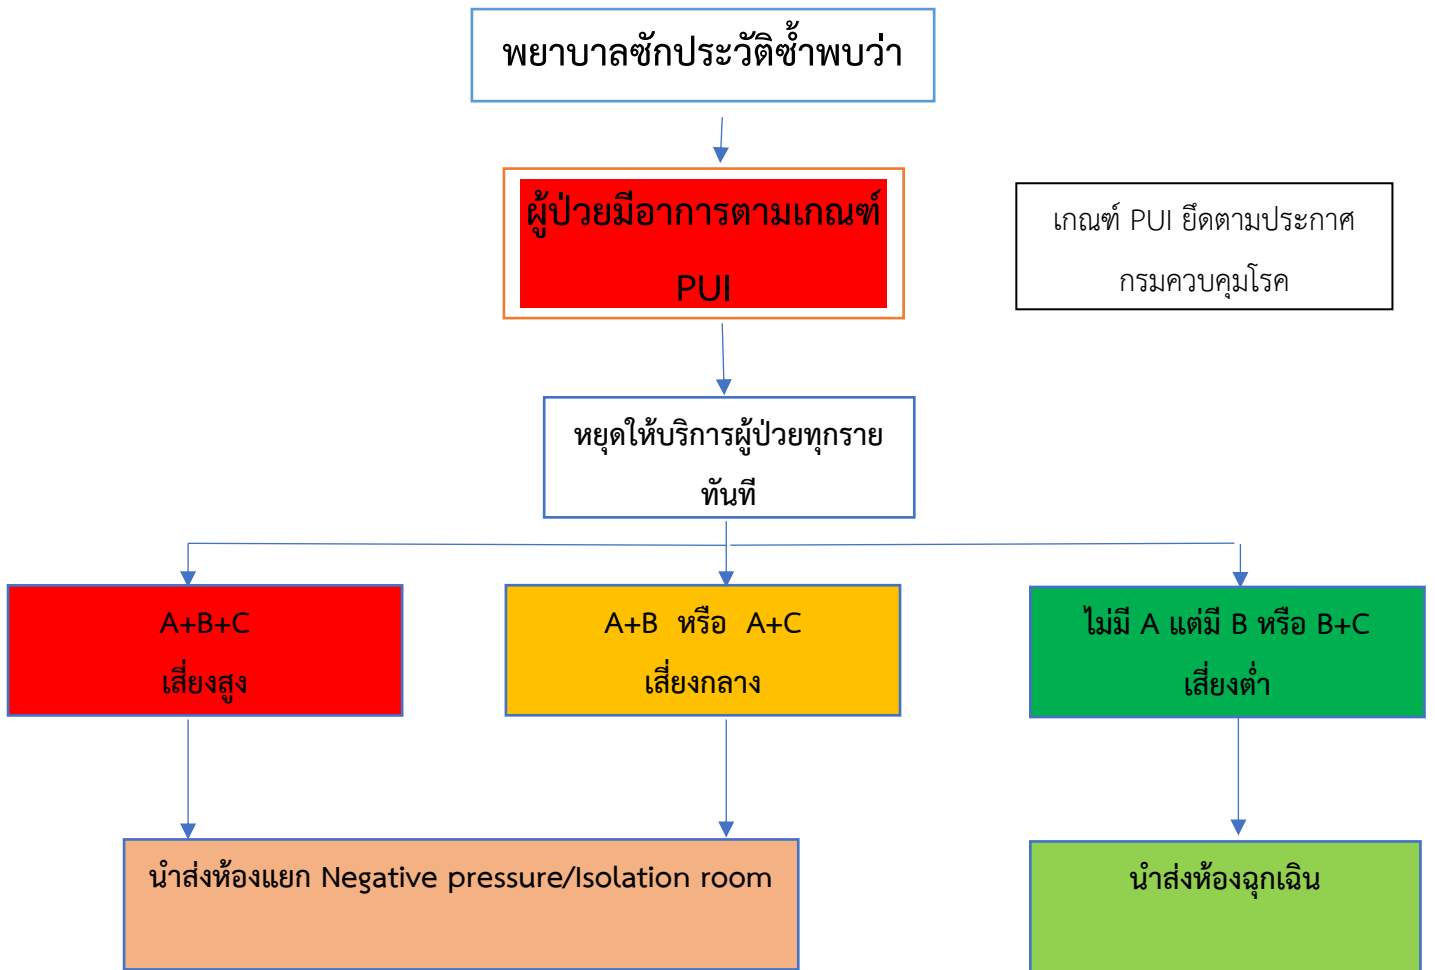 พยาบาลซักประวัติซ้ำพบว่า
ผู้ป่วยมีอาการตามเกณฑ์
PUI
เกณฑ์ PUI ยึดตามประกาศ
กรมควบคุมโรค
หยุดให้บริการผู้ป่วยทุกราย
ทันที
A+B+C
เสี่ยงสูง
A+B หรือ A+C
เสี่ยงกลาง
ไม่มี A แต่มี B หรือ B+C
เสี่ยงต่ำ
นำส่งห้องแยก Negative pressure/Isolation room
นำส่งห้องฉุกเฉิน